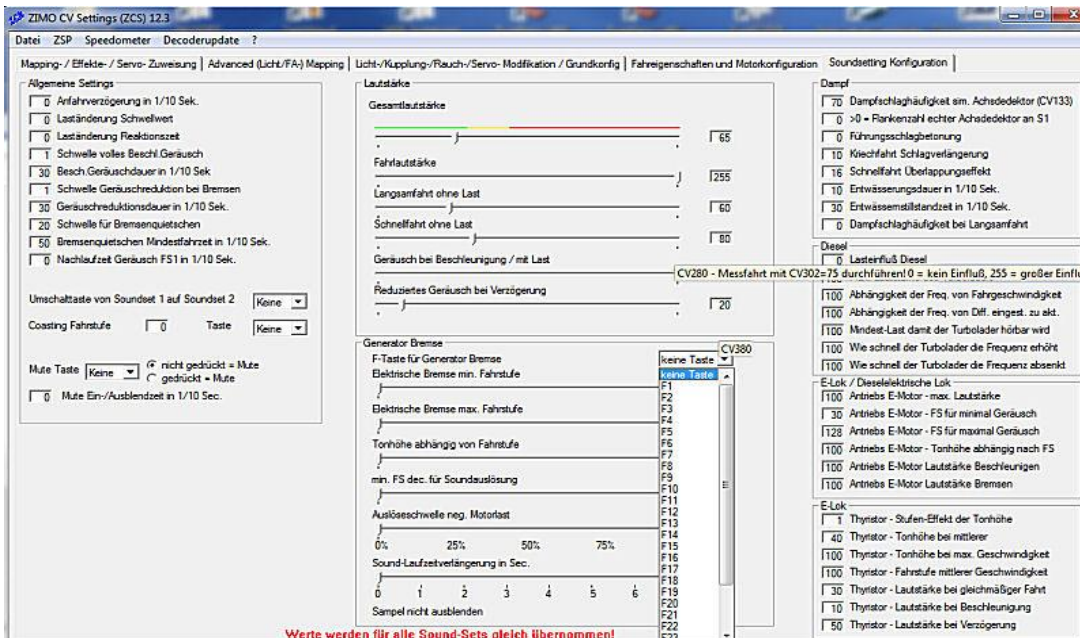 ZIMO CV Settings (ZCS) 12.3
Datei ZSP Speedometer Decoderupdate ?
Mapping- / Effekte- / Servo- Zuweisung | Advanced (Licht/FA-) Mapping | Licht-/Kupplung-/Rauch-/Servo- Modifikation / Grundkonfig | Fahreigenschaften und Motorkonfiguration | Soundsetting Konfiguration
Allgemeine Settings
0 Anfahrverzögerung in 1/10 Sek.
0 Laständerung Schwellwert
0 Laständerung Reaktionszeit
1 Schwelle volles Beschl.Geräusch
30 Besch.Geräuschdauer in 1/10 Sek
1 Schwelle Geräuschreduktion bei Bremsen
30 Geräuschreduktionsdauer in 1/10 Sek.
20 Schwelle für Bremsenquietschen
50 Bremsenquietschen Mindestfahrzeit in 1/10 Sek.
0 Nachlaufzeit Geräusch FS1 in 1/10 Sek.
Umschalttaste von Soundset 1 auf Soundset 2 Keine
Coasting Fahrstufe 0 Taste Keine
Mute Taste Keine nicht gedrückt = Mute
gedrückt = Mute
0 Mute Ein-/Ausblendzeit in 1/10 Sec.
Lautstärke
Gesamtlautstärke
65
Fahrlautstärke
255
Langsamfahrt ohne Last
60
Schnellfahrt ohne Last
80
Geräusch bei Beschleunigung / mit Last
CV280 - Messfahrt mit CV302=75 durchführen! 0 = kein Einfluß, 255 = großer Einflu
Reduziertes Geräusch bei Verzögerung
20
Generator Bremse
F-Taste für Generator Bremse keine Taste
CV380
Elektrische Bremse min. Fahrstufe
Elektrische Bremse max. Fahrstufe
Tonhöhe abhängig von Fahrstufe
min. FS dec. für Soundauslösung
Auslöseschwelle neg. Motorlast
0% 25% 50% 75%
Sound-Laufzeitverlängerung in Sec.
0 1 2 3 4 5 6
Sampel nicht ausblenden
keine Taste
F1
F2
F3
F4
F5
F6
F7
F8
F9
F10
F11
F12
F13
F14
F15
F16
F17
F18
F19
F20
F21
F22
F23
Werte werden für alle Sound-Sets gleich übernommen!
Dampf
70 Dampfschlaghäufigkeit sim. Achsdedektor (CV133)
0 >0 = Flankenzahl echter Achsdedektor an S1
0 Führungsschlagbetonung
10 Kriechfahrt Schlagverlängerung
16 Schnellfahrt Überlappungseffekt
10 Entwässerungsdauer in 1/10 Sek.
30 Entwässernstillstandzeit in 1/10 Sek.
0 Dampfschlaghäufigkeit bei Langsamfahrt
Diesel
0 Lasteinfluß Diesel
100
100 Abhängigkeit der Freq. von Fahrgeschwindigkeit
100 Abhängigkeit der Freq. von Diff. eingest. zu akt.
100 Mindest-Last damit der Turbolader hörbar wird
100 Wie schnell der Turbolader die Frequenz erhöht
100 Wie schnell der Turbolader die Frequenz absenkt
E-Lok / Dieselelektrische Lok
100 Antriebs E-Motor - max. Lautstärke
30 Antriebs E-Motor - FS für minimal Geräusch
128 Antriebs E-Motor - FS für maximal Geräusch
100 Antriebs E-Motor - Tonhöhe abhängig nach FS
100 Antriebs E-Motor Lautstärke Beschleunigen
100 Antriebs E-Motor Lautstärke Bremsen
E-Lok
1 Thyristor - Stufen-Effekt der Tonhöhe
40 Thyristor - Tonhöhe bei mittlerer
100 Thyristor - Tonhöhe bei max. Geschwindigkeit
100 Thyristor - Fahrstufe mittlerer Geschwindigkeit
30 Thyristor - Lautstärke bei gleichmäßiger Fahrt
10 Thyristor - Lautstärke bei Beschleunigung
50 Thyristor - Lautstärke bei Verzögerung